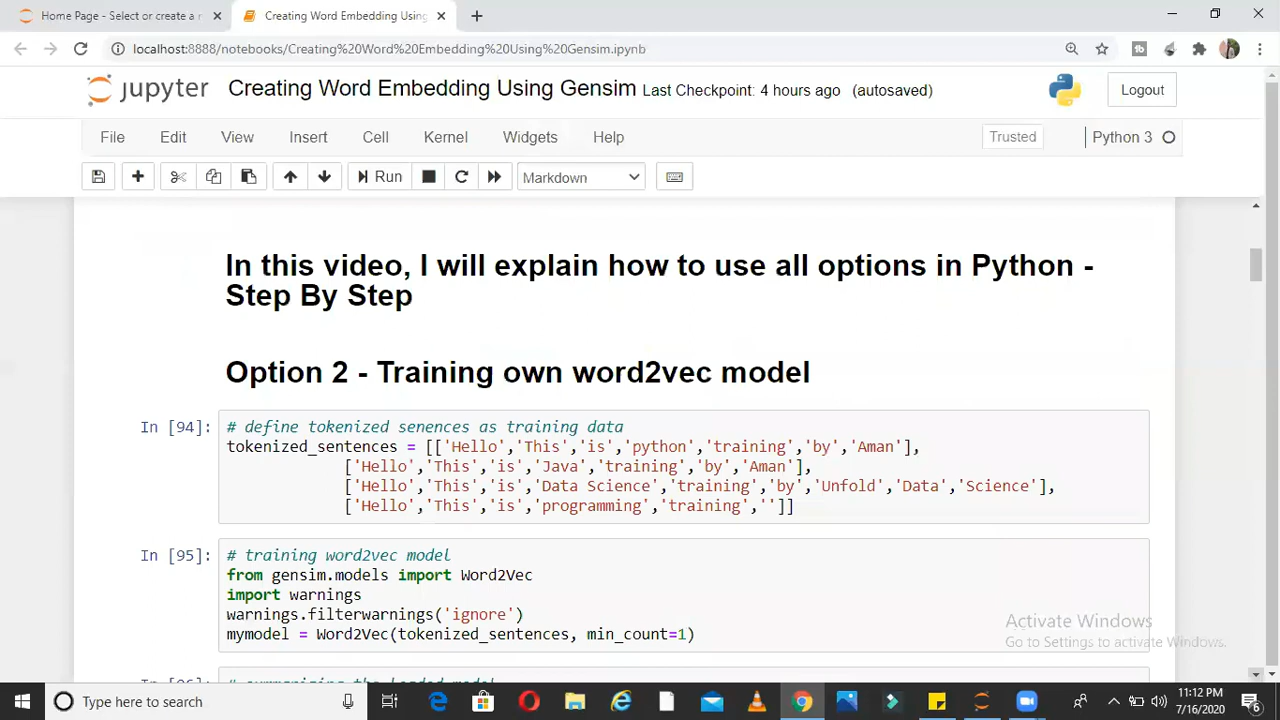 Home Page - Select or create a n
Creating Word Embedding Using
localhost:8888/notebooks/Creating%20Word%20Embedding%20Using%20Gensim.ipynb
jupyter Creating Word Embedding Using Gensim Last Checkpoint: 4 hours ago (autosaved)
Logout
File Edit View Insert Cell Kernel Widgets Help
Trusted
Python 3
Run
Markdown
In this video, I will explain how to use all options in Python -
Step By Step
Option 2 - Training own word2vec model
In [94]:
# define tokenized senences as training data
tokenized_sentences = [['Hello','This','is','python','training','by','Aman'],
['Hello','This','is','Java','training','by','Aman'],
['Hello','This','is','Data Science','training','by','Unfold','Data','Science'],
['Hello','This','is','programming','training','']]
In [95]:
# training word2vec model
from gensim.models import Word2Vec
import warnings
warnings.filterwarnings('ignore')
mymodel = Word2Vec(tokenized_sentences, min_count=1)
Activate Windows
Go to Settings to activate Windows.
Type here to search
11:12 PM
7/16/2020
6